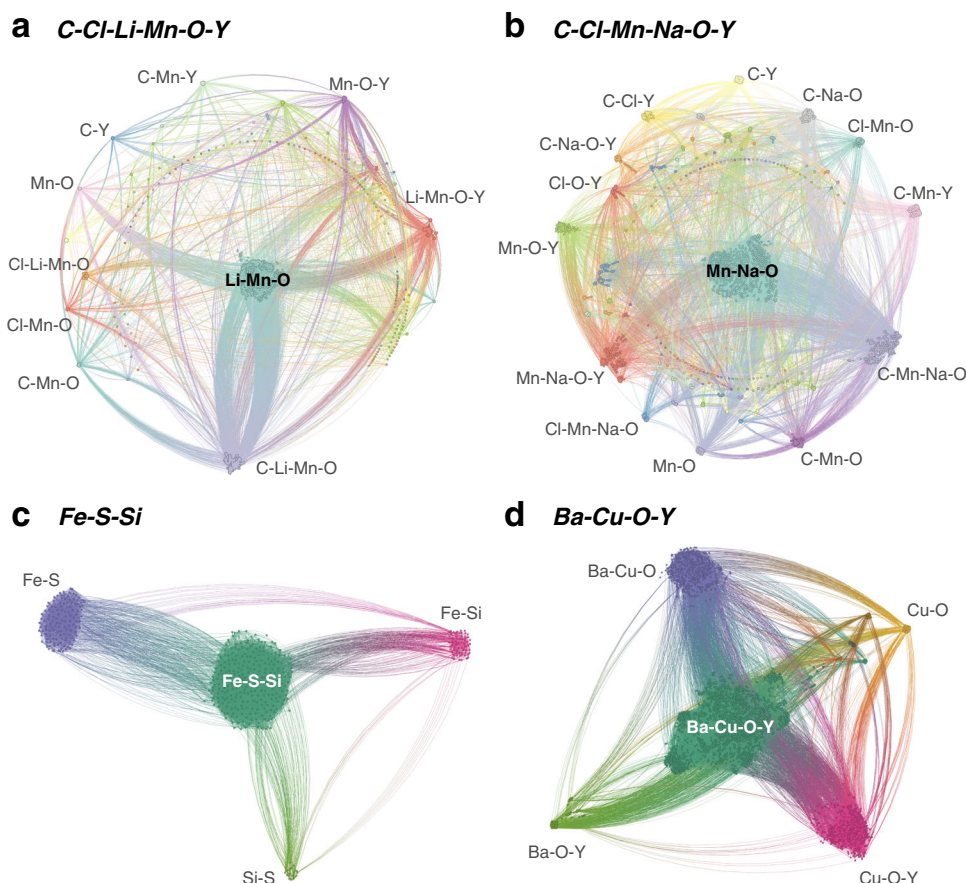 a C-Cl-Li-Mn-O-Y
C-Mn-Y
Mn-O-Y
C-Y
Mn-O
Li-Mn-O-Y
Cl-Li-Mn-O
Li-Mn-O
Cl-Mn-O
C-Mn-O
C-Li-Mn-O
b C-Cl-Mn-Na-O-Y
C-Y
C-Cl-Y
C-Na-O
Cl-Mn-O
C-Na-O-Y
Cl-O-Y
C-Mn-Y
Mn-O-Y
Mn-Na-O
C-Mn-Na-O
Mn-Na-O-Y
Cl-Mn-Na-O
Mn-O
C-Mn-O
c Fe-S-Si
Fe-S
Fe-Si
Fe-S-Si
Si-S
d Ba-Cu-O-Y
Ba-Cu-O
Cu-O
Ba-Cu-O-Y
Ba-O-Y
Cu-O-Y